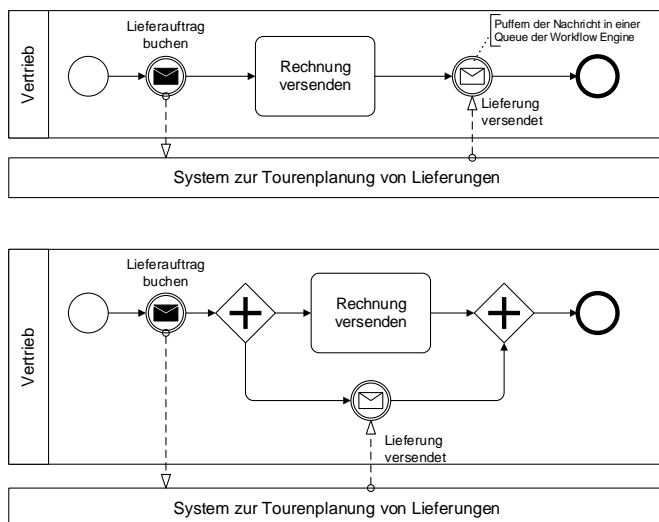 Vertrieb
Lieferauftrag
buchen
Rechnung
versenden
Puffern der Nachricht in einer
Queue der Workflow Engine
Lieferung
versendet
System zur Tourenplanung von Lieferungen
Vertrieb
Lieferauftrag
buchen
Rechnung
versenden
Lieferung
versendet
System zur Tourenplanung von Lieferungen